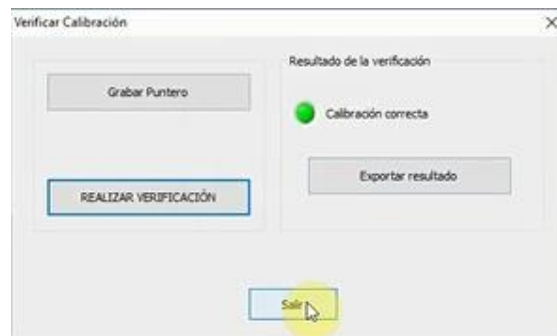 Verificar Calibración
Grabar Puntero
REALIZAR VERIFICACIÓN
Resultado de la verificación
Calibración correcta
Exportar resultado
Salir